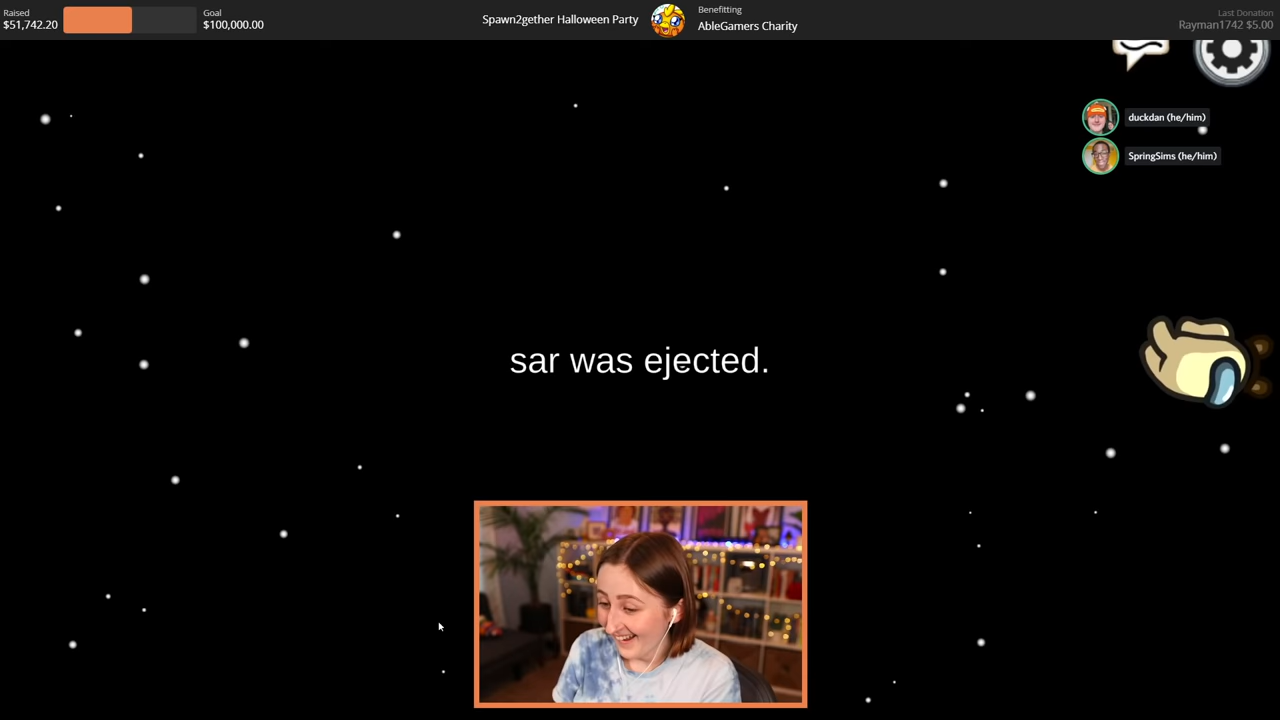 Raised
$51,742.20
Goal
$100,000.00
Spawn2gether Halloween Party
Benefitting
AbleGamers Charity
Last Donation
Rayman1742 $5.00
duckdan (he/him)
SpringSims (he/him)
sar was ejected.